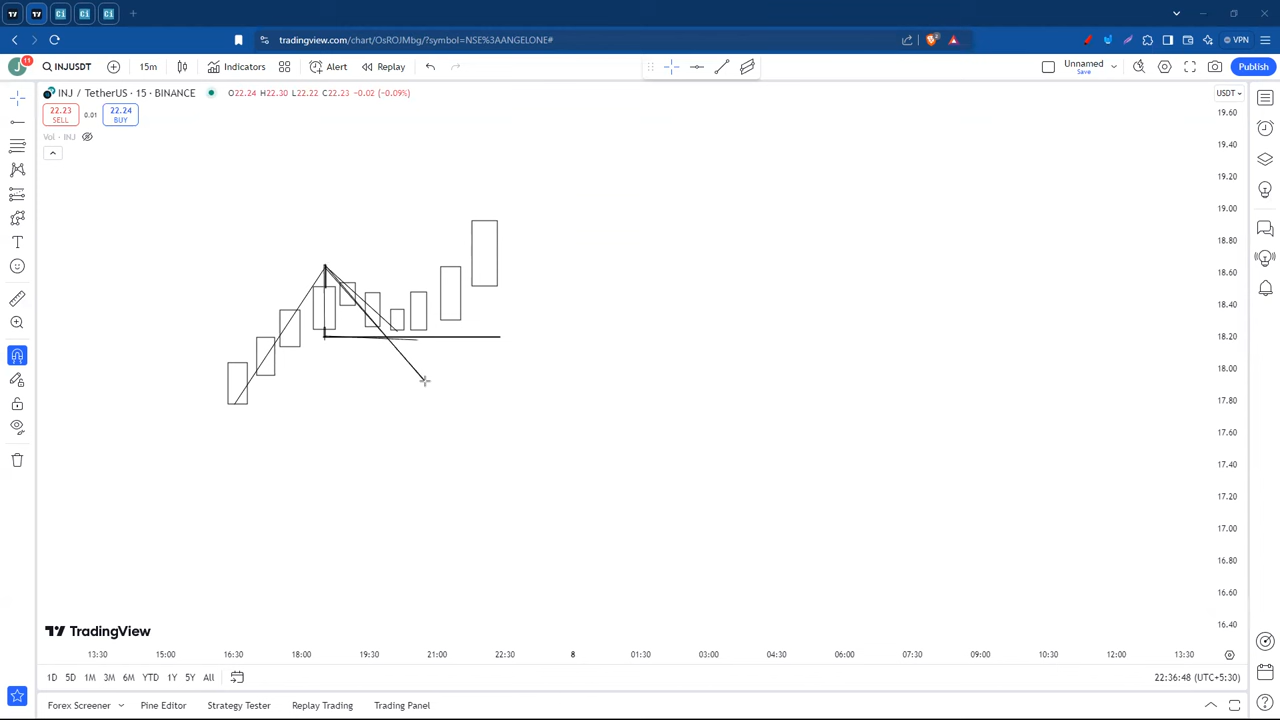 tradingview.com/chart/OsROJMbg/?symbol=NSE%3AANGELONE#
VPN
11
INJUSDT
15m
Indicators
Alert
Replay
Unnamed
Save
Publish
INJ / TetherUS · 15 · BINANCE
O22.24 H22.30 L22.22 C22.23 −0.02 (−0.09%)
USDT
22.23
SELL
0.01
22.24
BUY
Vol · INJ
19.60
19.40
19.20
19.00
18.80
18.60
18.40
18.20
18.00
17.80
17.60
17.40
17.20
17.00
16.80
16.60
16.40
TradingView
13:30 15:00 16:30 18:00 19:30 21:00 22:30 8 01:30 03:00 04:30 06:00 07:30 09:00 10:30 12:00 13:30
1D 5D 1M 3M 6M YTD 1Y 5Y All
22:36:48 (UTC+5:30)
Forex Screener Pine Editor Strategy Tester Replay Trading Trading Panel